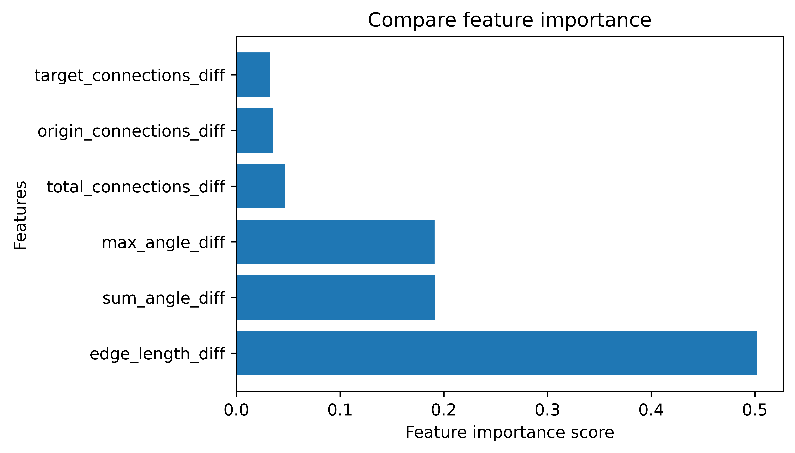 Compare feature importance
Features
target_connections_diff
origin_connections_diff
total_connections_diff
max_angle_diff
sum_angle_diff
edge_length_diff
0.0 0.1 0.2 0.3 0.4 0.5
Feature importance score